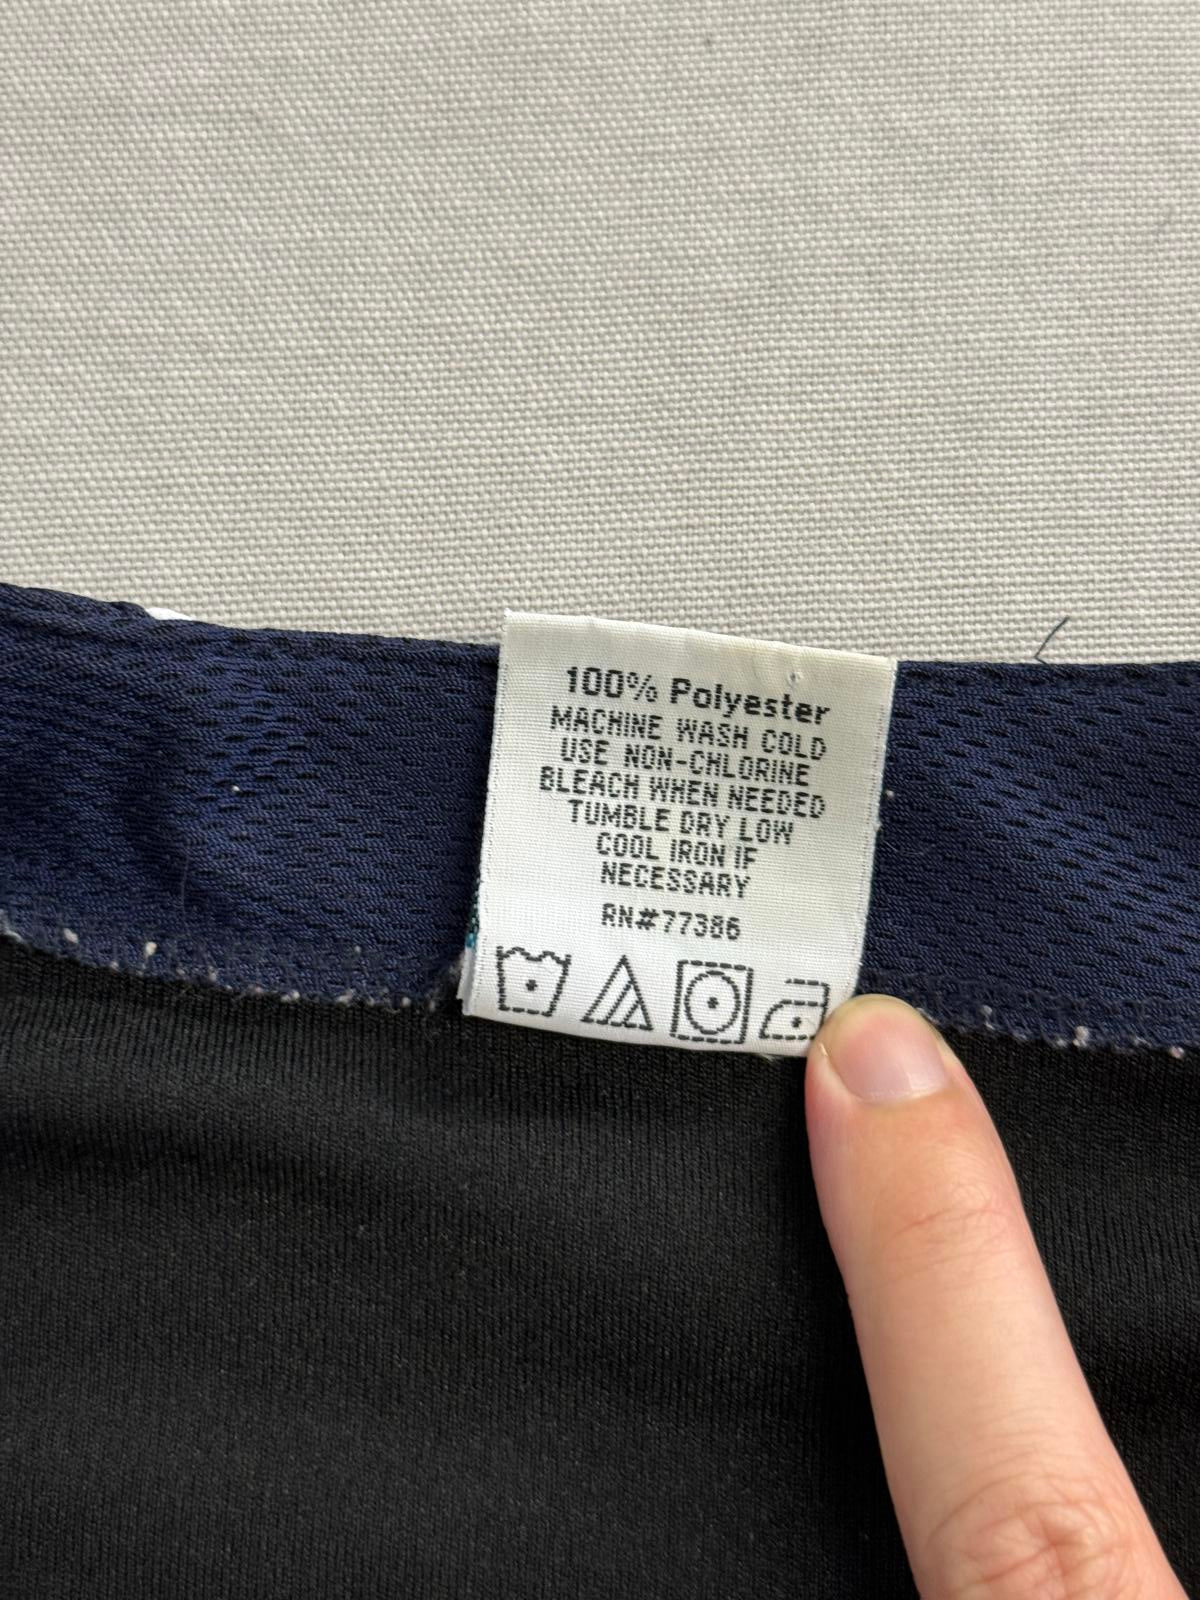 100% Polyester
MACHINE WASH COLD
USE NON-CHLORINE
BLEACH WHEN NEEDED
TUMBLE DRY LOW
COOL IRON IF
NECESSARY
RN#77386